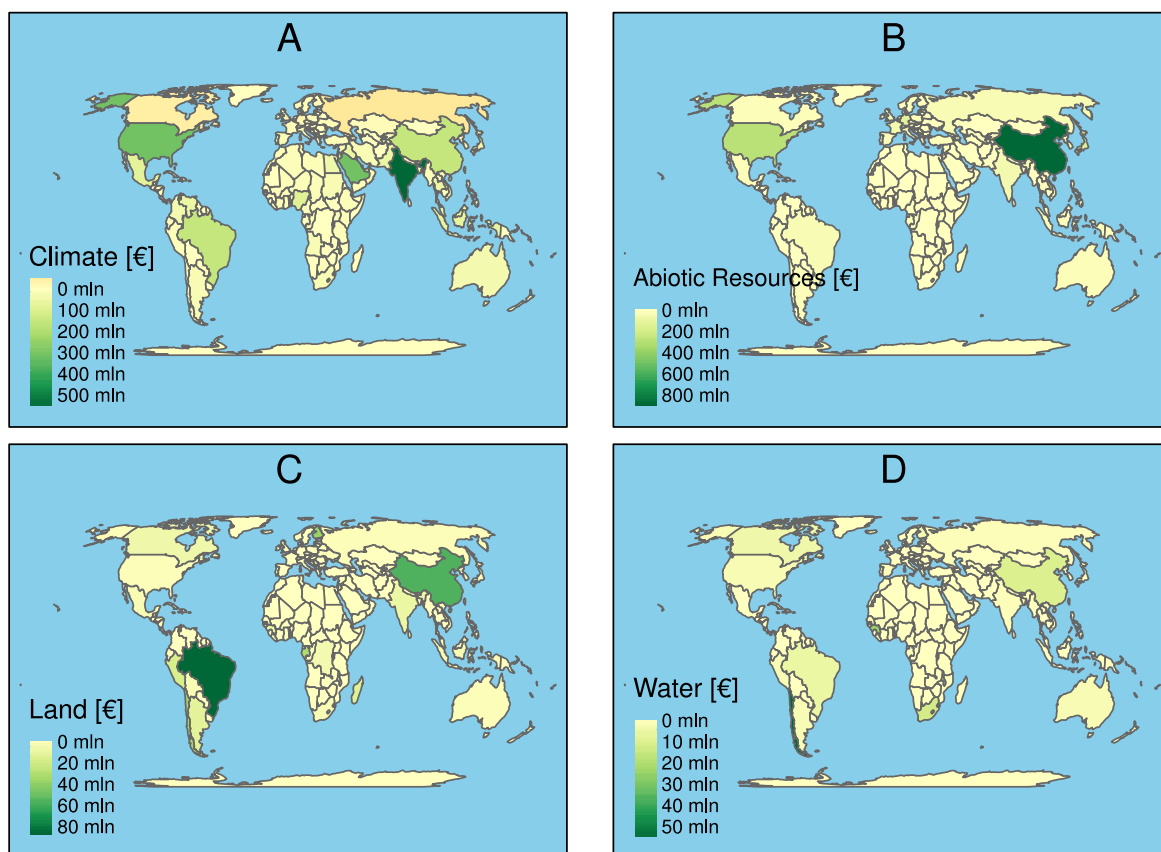 A
Climate [€]
0 mln
100 mln
200 mln
300 mln
400 mln
500 mln
B
Abiotic Resources [€]
0 mln
200 mln
400 mln
600 mln
800 mln
C
Land [€]
0 mln
20 mln
40 mln
60 mln
80 mln
D
Water [€]
0 mln
10 mln
20 mln
30 mln
40 mln
50 mln